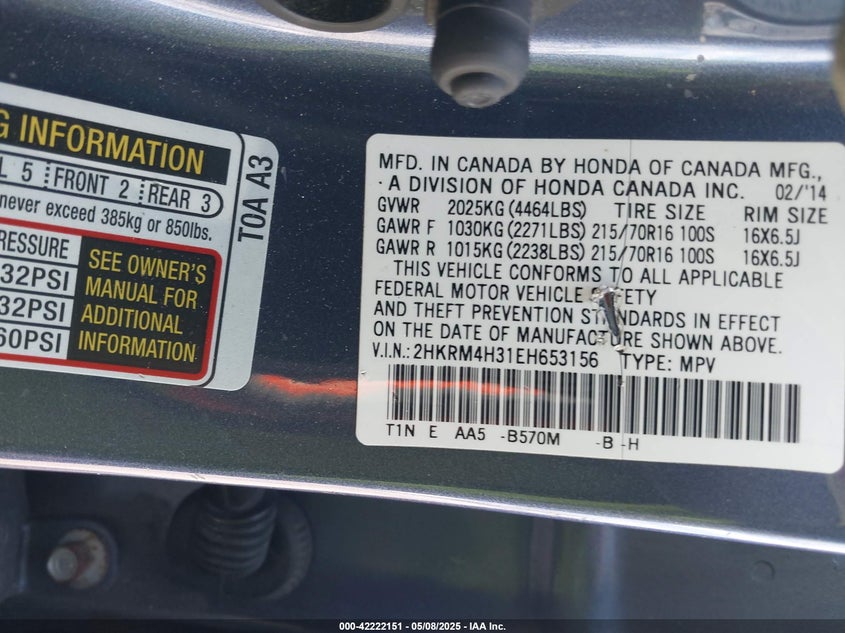 G INFORMATION
L 5 FRONT 2 REAR 3
never exceed 385kg or 850lbs.
PRESSURE
32PSI
32PSI
60PSI
SEE OWNER'S
MANUAL FOR
ADDITIONAL
INFORMATION
T0A A3
MFD. IN CANADA BY HONDA OF CANADA MFG.,
A DIVISION OF HONDA CANADA INC. 02/'14
GVWR 2025KG (4464LBS) TIRE SIZE RIM SIZE
GAWR F 1030KG (2271LBS) 215/70R16 100S 16X6.5J
GAWR R 1015KG (2238LBS) 215/70R16 100S 16X6.5J
THIS VEHICLE CONFORMS TO ALL APPLICABLE
FEDERAL MOTOR VEHICLE SAFETY
AND THEFT PREVENTION STANDARDS IN EFFECT
ON THE DATE OF MANUFACTURE SHOWN ABOVE.
V.I.N.: 2HKRM4H31EH653156 TYPE: MPV
T1N E AA5 -B570M -B -H
000-42222151 - 05/08/2025 - IAA Inc.